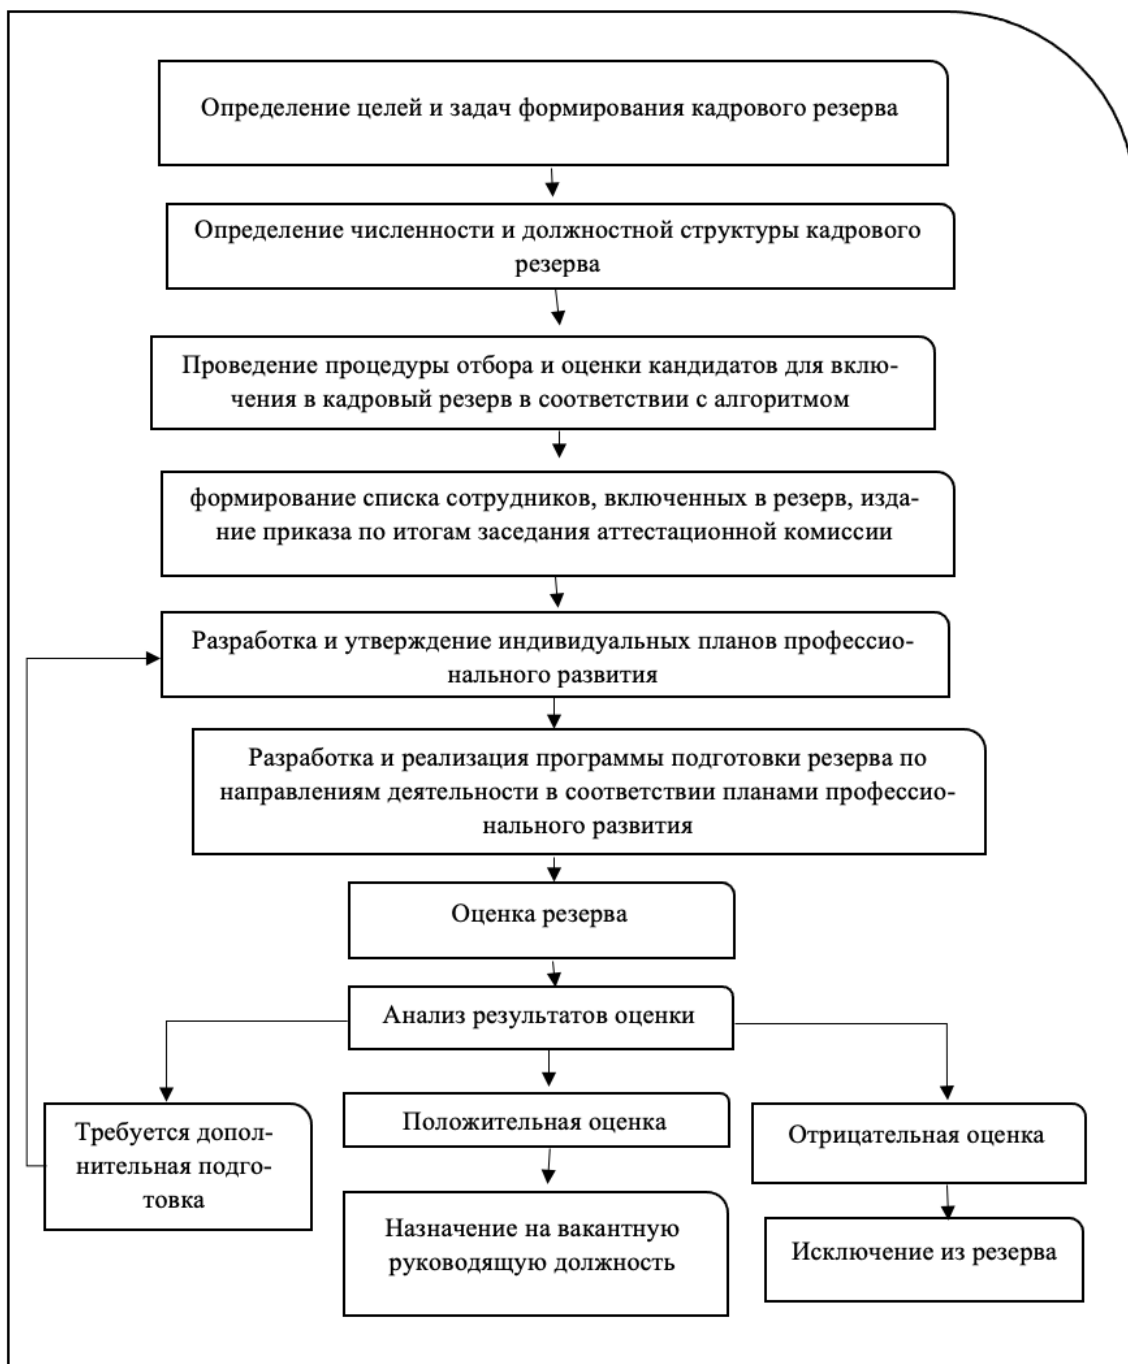 Определение целей и задач формирования кадрового резерва
Определение численности и должностной структуры кадрового
резерва
Проведение процедуры отбора и оценки кандидатов для вклю-
чения в кадровый резерв в соответствии с алгоритмом
формирование списка сотрудников, включенных в резерв, изда-
ние приказа по итогам заседания аттестационной комиссии
Разработка и утверждение индивидуальных планов профессио-
нального развития
Разработка и реализация программы подготовки резерва по
направлениям деятельности в соответствии планами профессио-
нального развития
Оценка резерва
Анализ результатов оценки
Требуется допол-
нительная подго-
товка
Положительная оценка
Отрицательная оценка
Назначение на вакантную
руководящую должность
Исключение из резерва